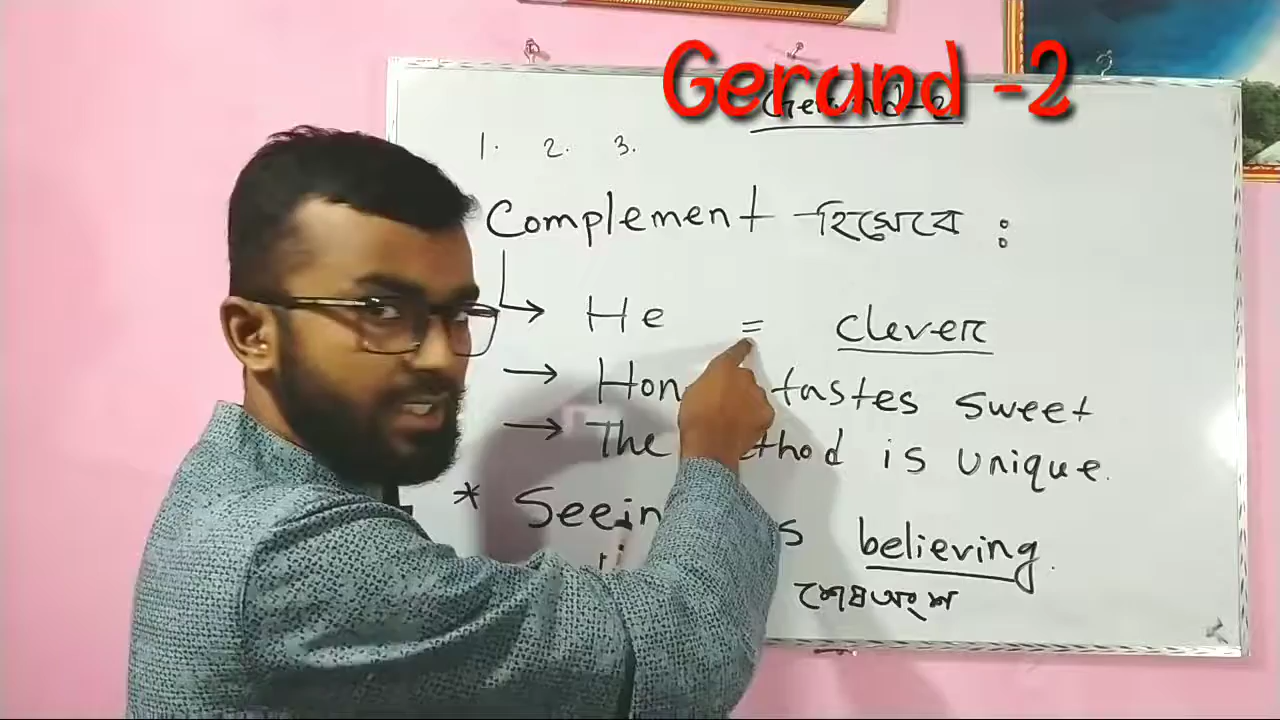 Gerund -2
1. 2. 3.
Complement হিসেবে :
→ He = clever
→ Hon tastes sweet
→ The thod is unique.
* Seein s believing.
শেষঅংশ